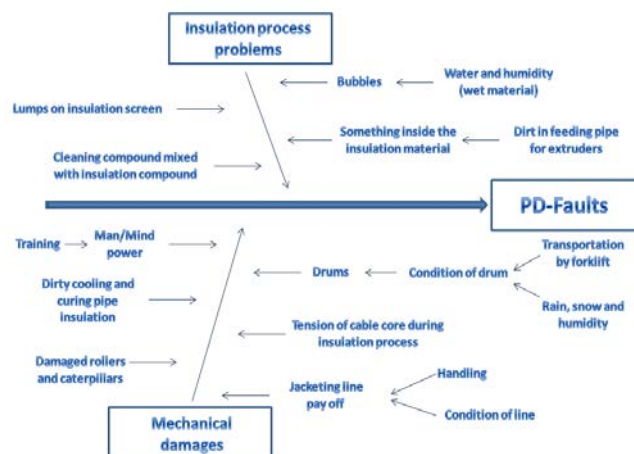 Insulation process
problems
Bubbles
Water and humidity
(wet material)
Lumps on insulation screen
Something inside the
insulation material
Dirt in feeding pipe
for extruders
Cleaning compound mixed
with insulation compound
PD-Faults
Training
Man/Mind
power
Transportation
by forklift
Drums
Condition of drum
Dirty cooling and
curing pipe
insulation
Rain, snow and
humidity
Tension of cable core during
insulation process
Damaged rollers
and caterpillars
Handling
Jacketing line
pay off
Condition of line
Mechanical
damages